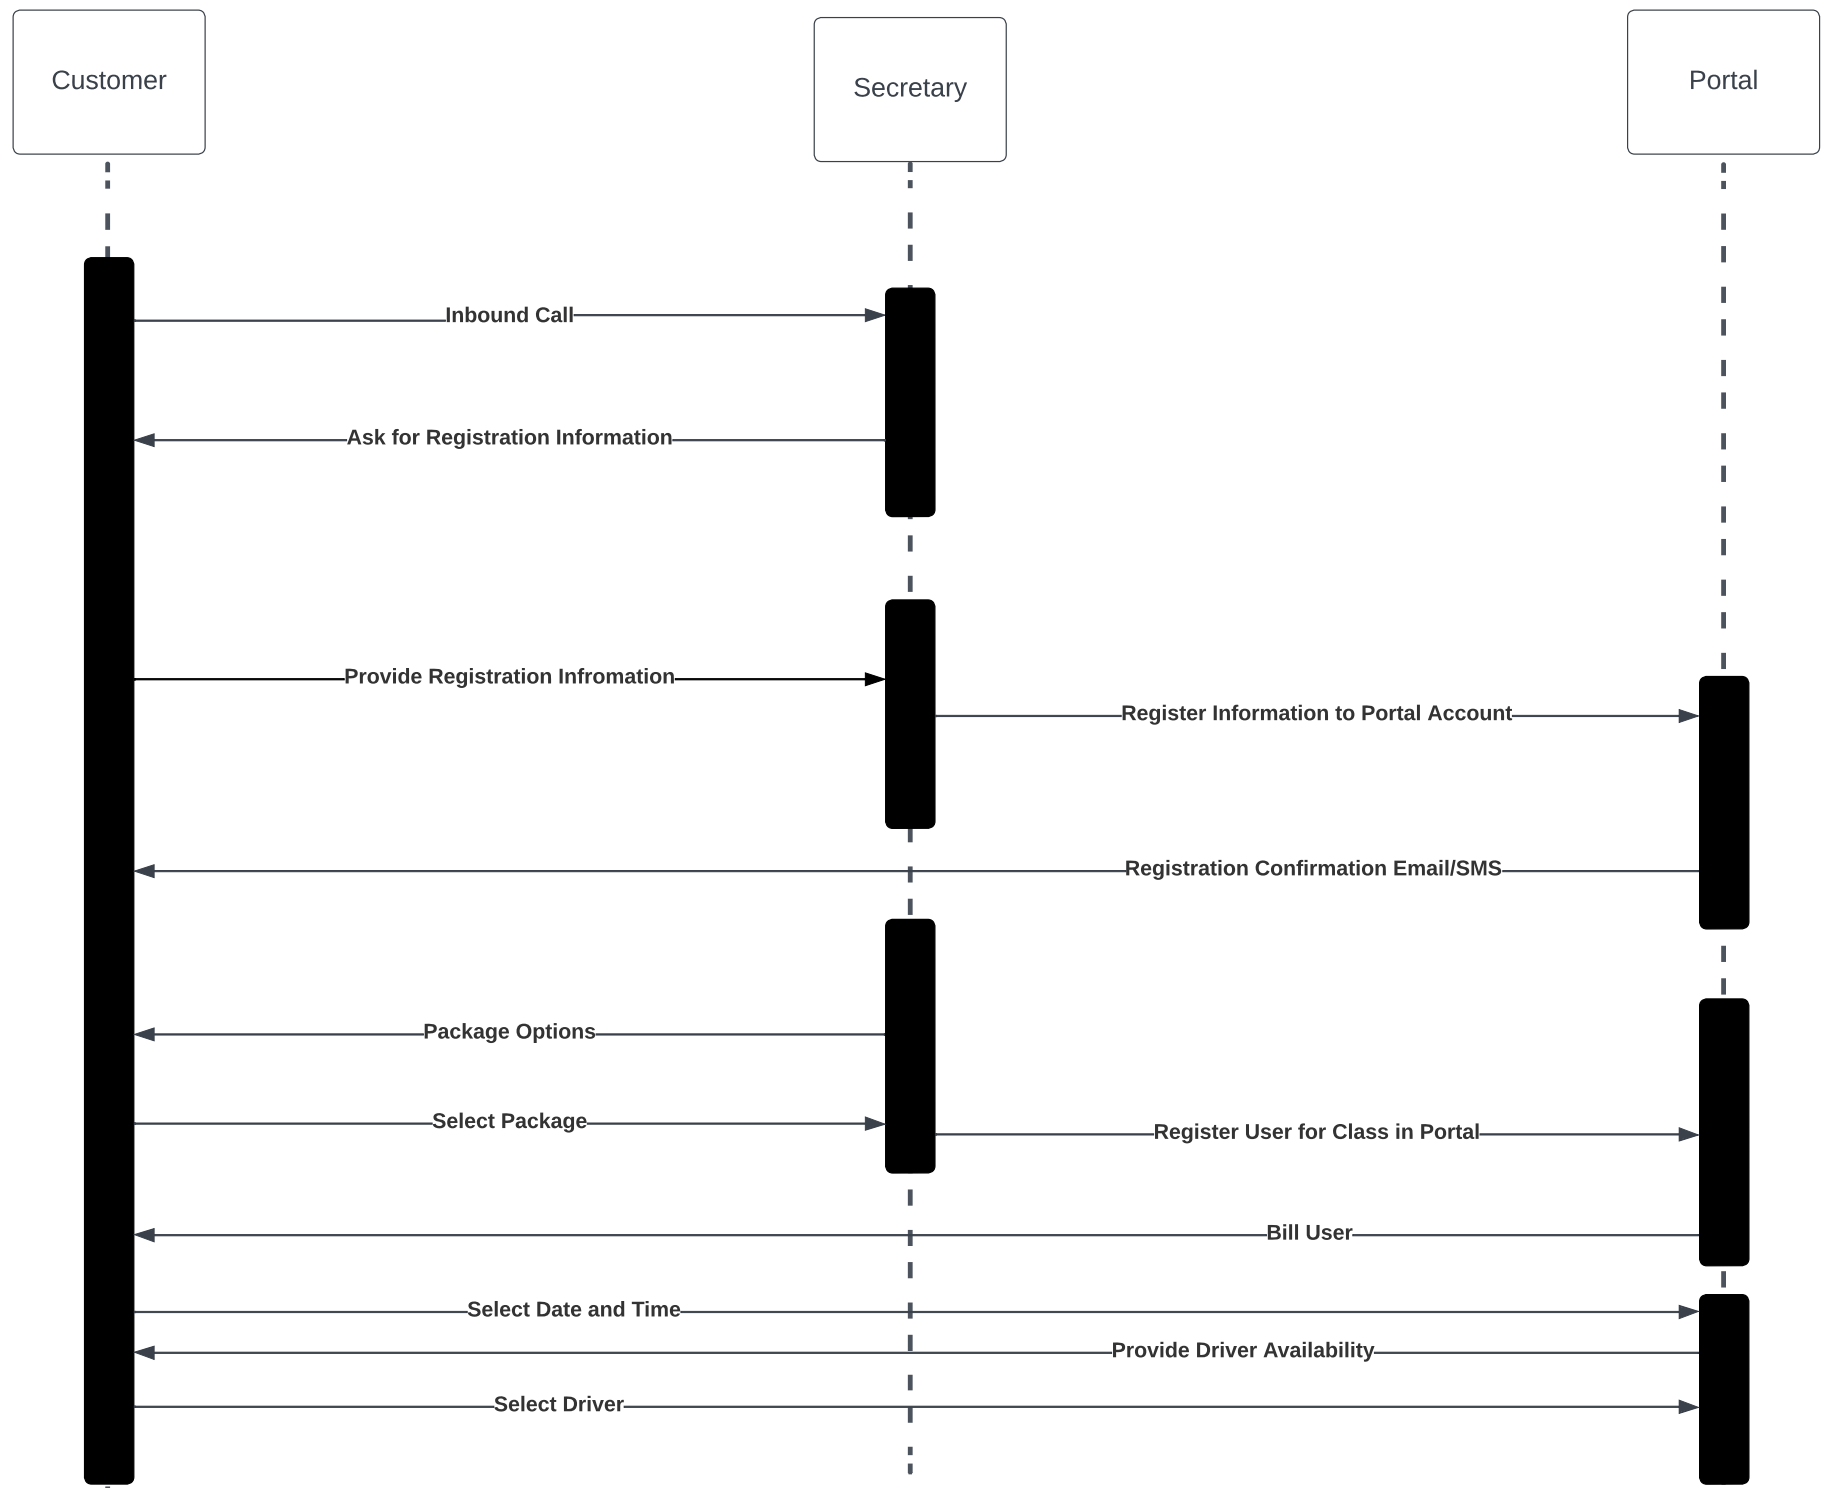 Customer
Secretary
Portal
Inbound Call
Ask for Registration Information
Provide Registration Infromation
Register Information to Portal Account
Registration Confirmation Email/SMS
Package Options
Select Package
Register User for Class in Portal
Bill User
Select Date and Time
Provide Driver Availability
Select Driver